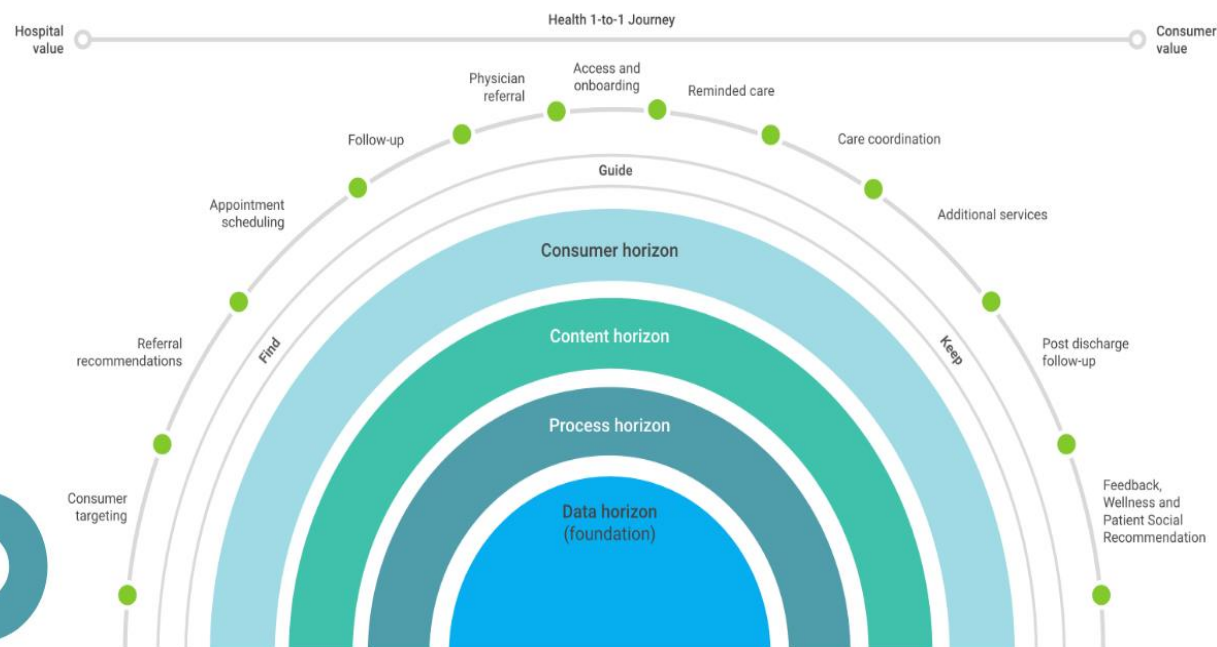 Health 1-to-1 Journey
Hospital
value
Consumer
value
Access and
onboarding
Physician
referral
Reminded care
Follow-up
Care coordination
Guide
Appointment
scheduling
Additional services
Consumer horizon
Referral
recommendations
Find
Content horizon
Keep
Post discharge
follow-up
Process horizon
Consumer
targeting
Data horizon
(foundation)
Feedback,
Wellness and
Patient Social
Recommendation